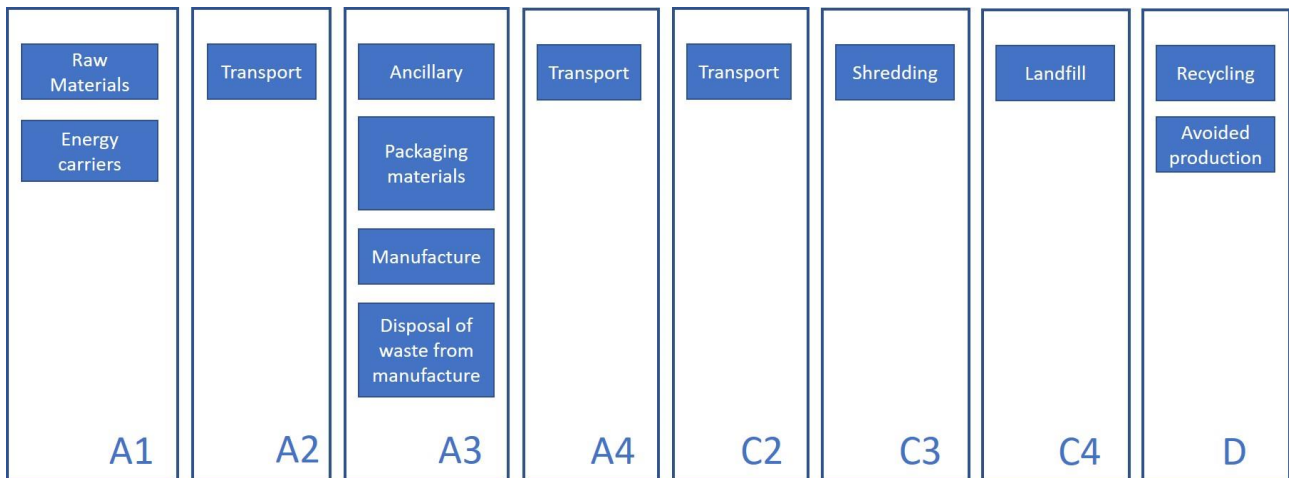 Raw
Materials
Energy
carriers
A1
Transport
A2
Ancillary
Packaging
materials
Manufacture
Disposal of
waste from
manufacture
A3
Transport
A4
Transport
C2
Shredding
C3
Landfill
C4
Recycling
Avoided
production
D